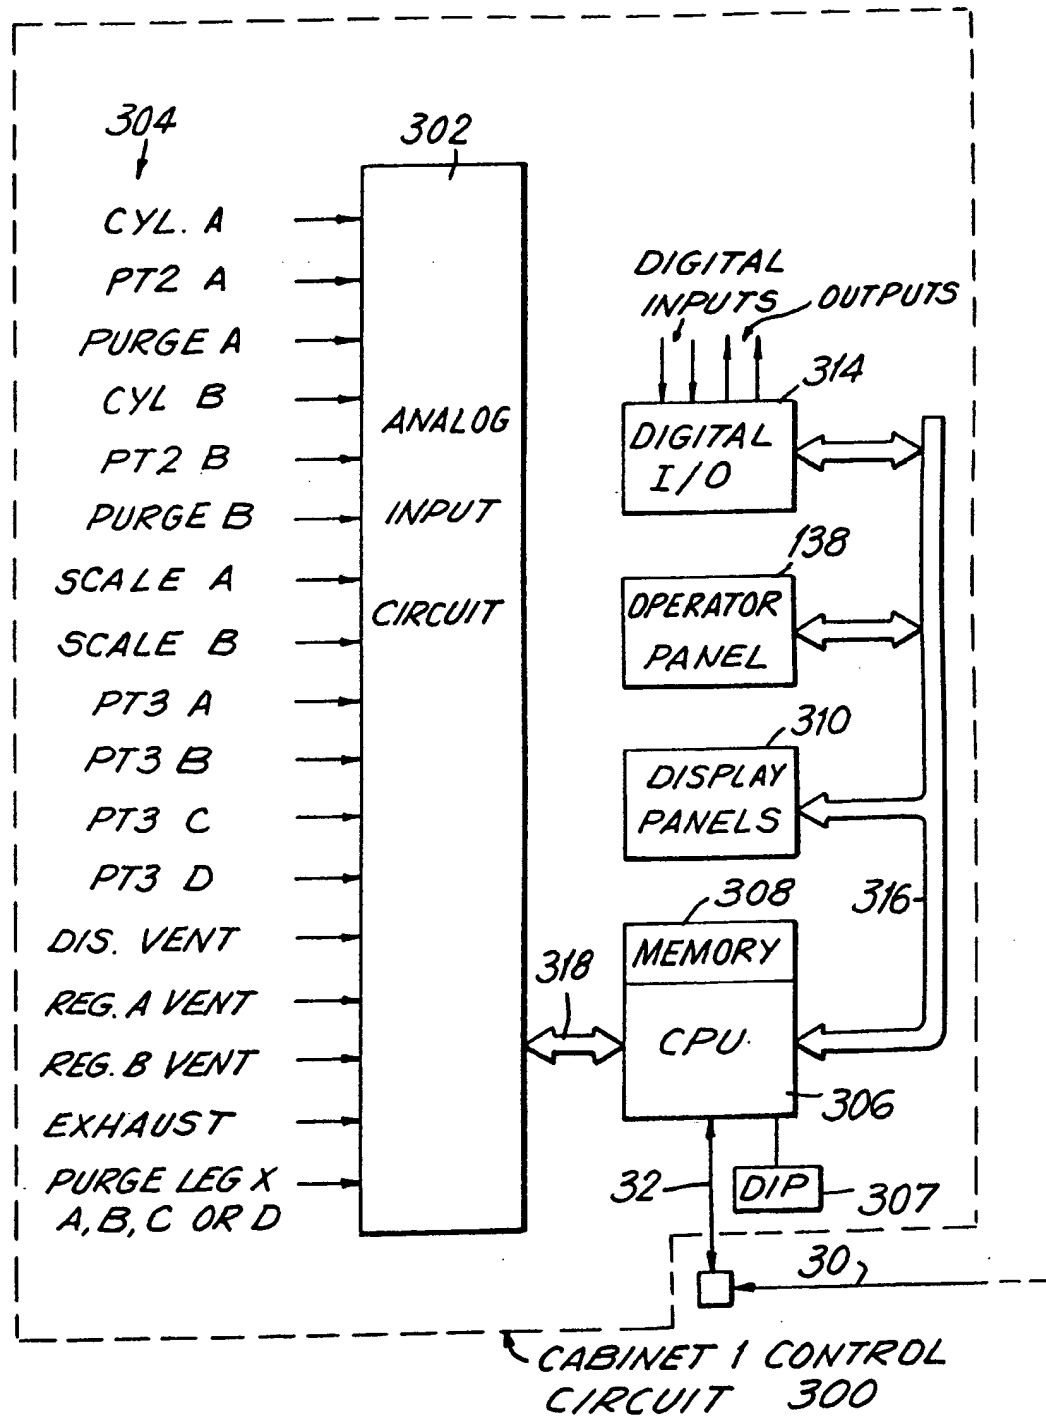 304
302
CYL. A
PT2 A
PURGE A
CYL B
PT2 B
PURGE B
SCALE A
SCALE B
PT3 A
PT3 B
PT3 C
PT3 D
DIS. VENT
REG. A VENT
REG. B VENT
EXHAUST
PURGE LEG X
A, B, C OR D
ANALOG
INPUT
CIRCUIT
DIGITAL
INPUTS
OUTPUTS
314
DIGITAL
I/O
138
OPERATOR
PANEL
310
DISPLAY
PANELS
316
308
MEMORY
318
CPU
306
32
DIP
307
30
CABINET 1 CONTROL
CIRCUIT 300